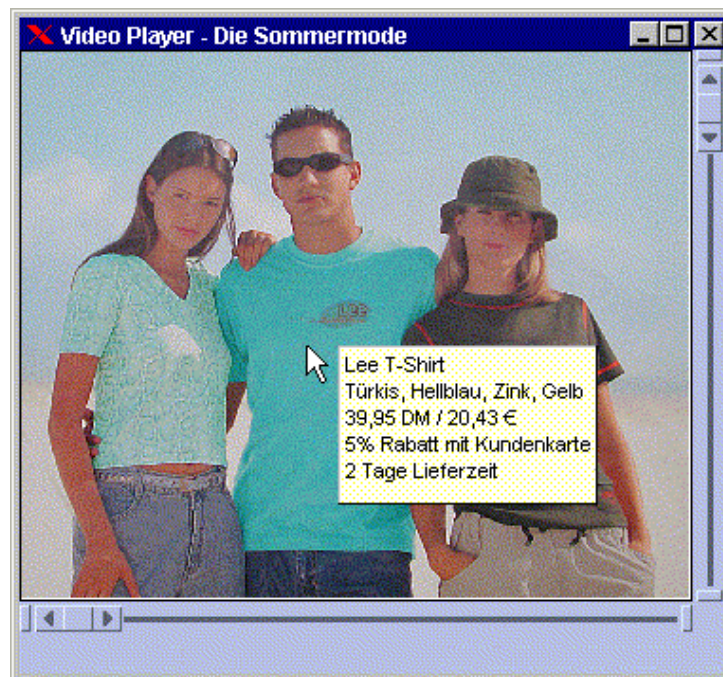 Video Player - Die Sommermode
Lee
Lee T-Shirt
Türkis, Hellblau, Zink, Gelb
39,95 DM / 20,43 €
5% Rabatt mit Kundenkarte
2 Tage Lieferzeit